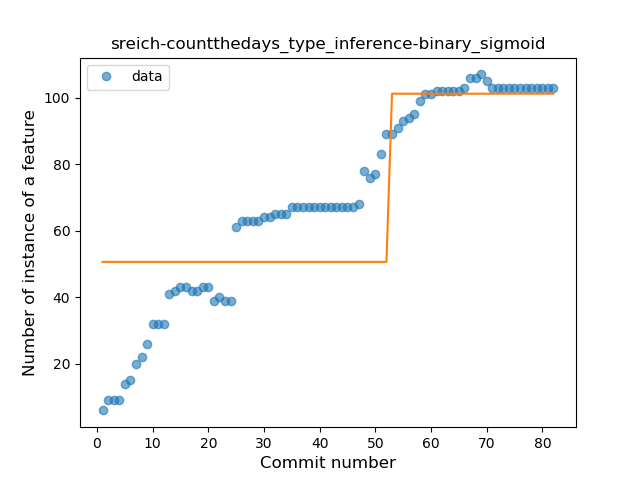 sreich-countthedays_type_inference-binary_sigmoid
data
Number of instance of a feature
100
80
60
40
20
0 10 20 30 40 50 60 70 80
Commit number